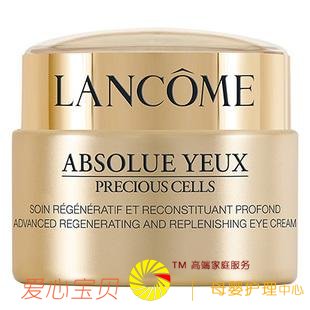 LANCÔME
ABSOLUE YEUX
PRECIOUS CELLS
SOIN RÉGÉNÉRATIF ET RECONSTITUANT PROFOND
ADVANCED REGENERATING AND REPLENISHING EYE CREAM
TM 高端家庭服务
爱心宝贝 母婴护理中心